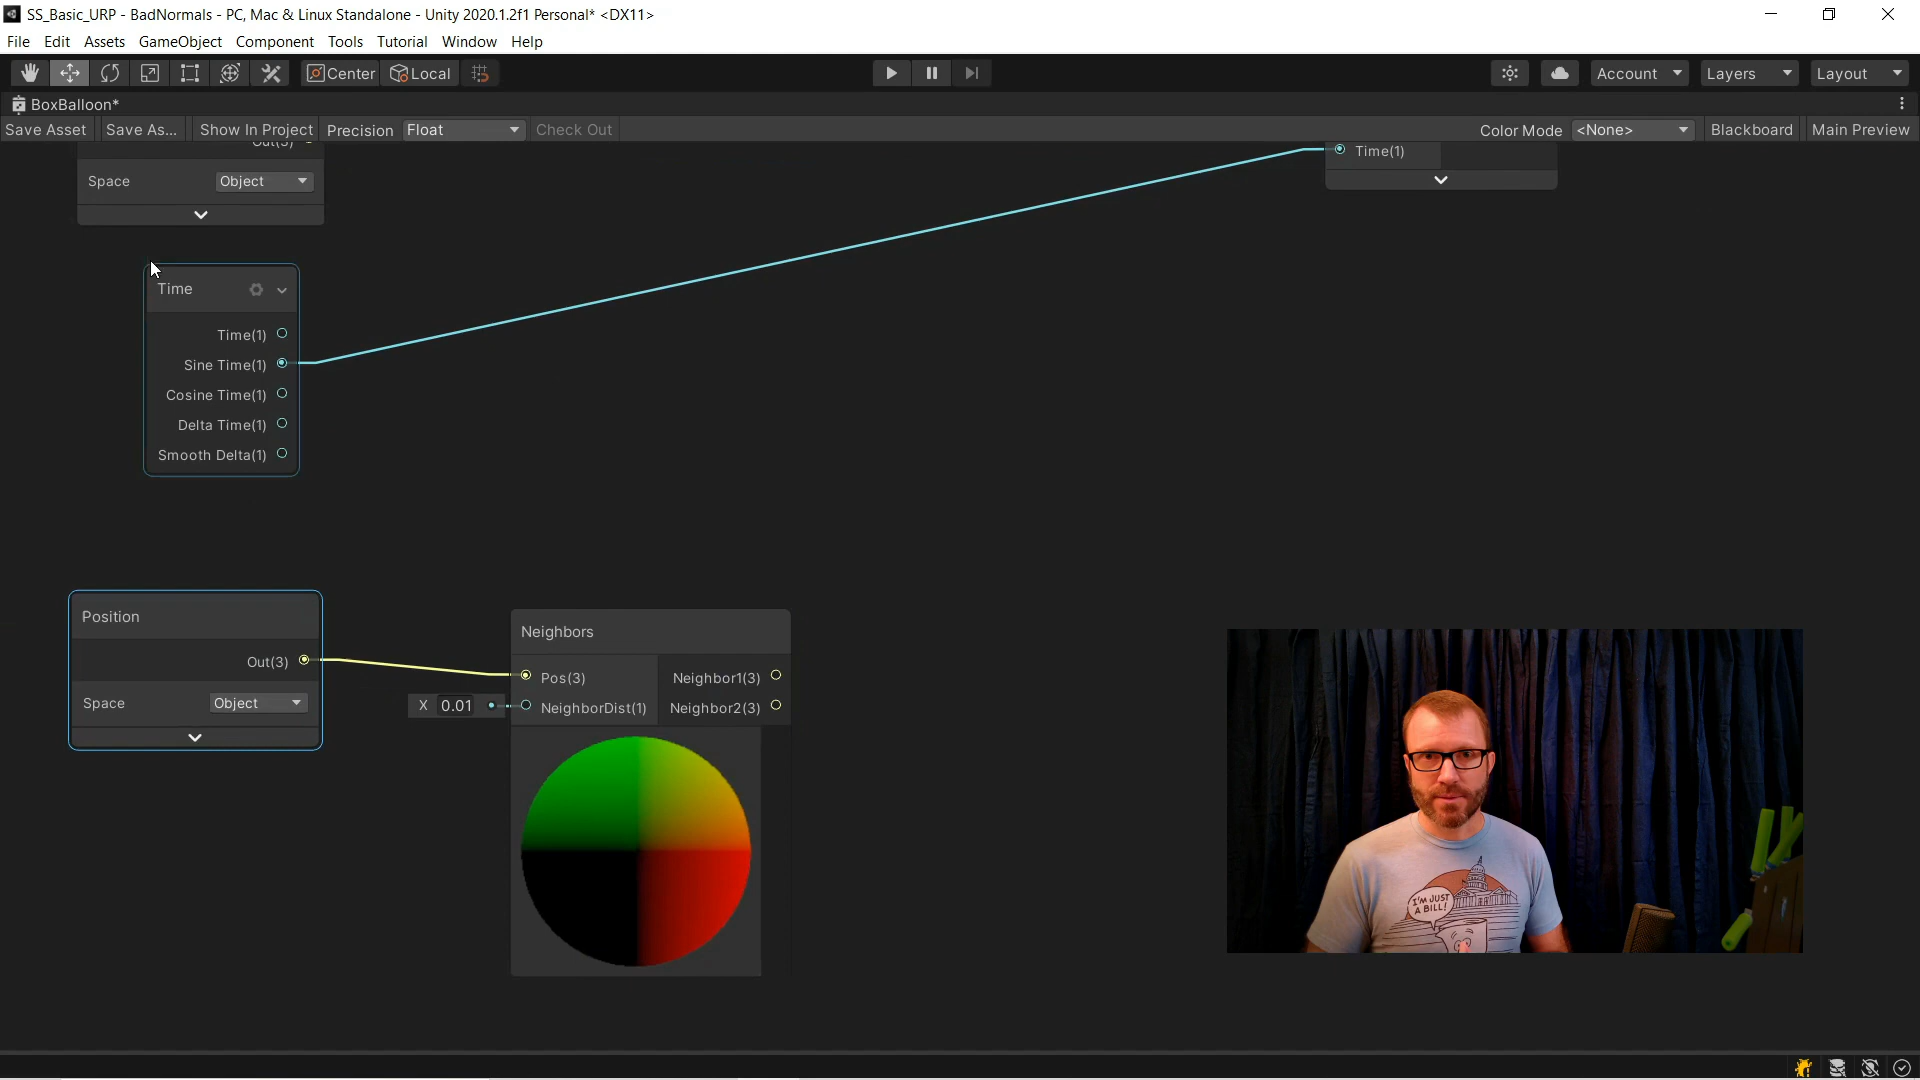 SS_Basic_URP - BadNormals - PC, Mac & Linux Standalone - Unity 2020.1.2f1 Personal* <DX11>
File Edit Assets GameObject Component Tools Tutorial Window Help
Center Local Account Layers Layout
BoxBalloon*
Save Asset Save As... Show In Project Precision Float Check Out Color Mode <None> Blackboard Main Preview
Out(3)
Time(1)
Space Object
Time
Time(1)
Sine Time(1)
Cosine Time(1)
Delta Time(1)
Smooth Delta(1)
Position
Out(3)
Space Object
Neighbors
Pos(3) Neighbor1(3)
X 0.01 NeighborDist(1) Neighbor2(3)
I'M JUST
A BILL!